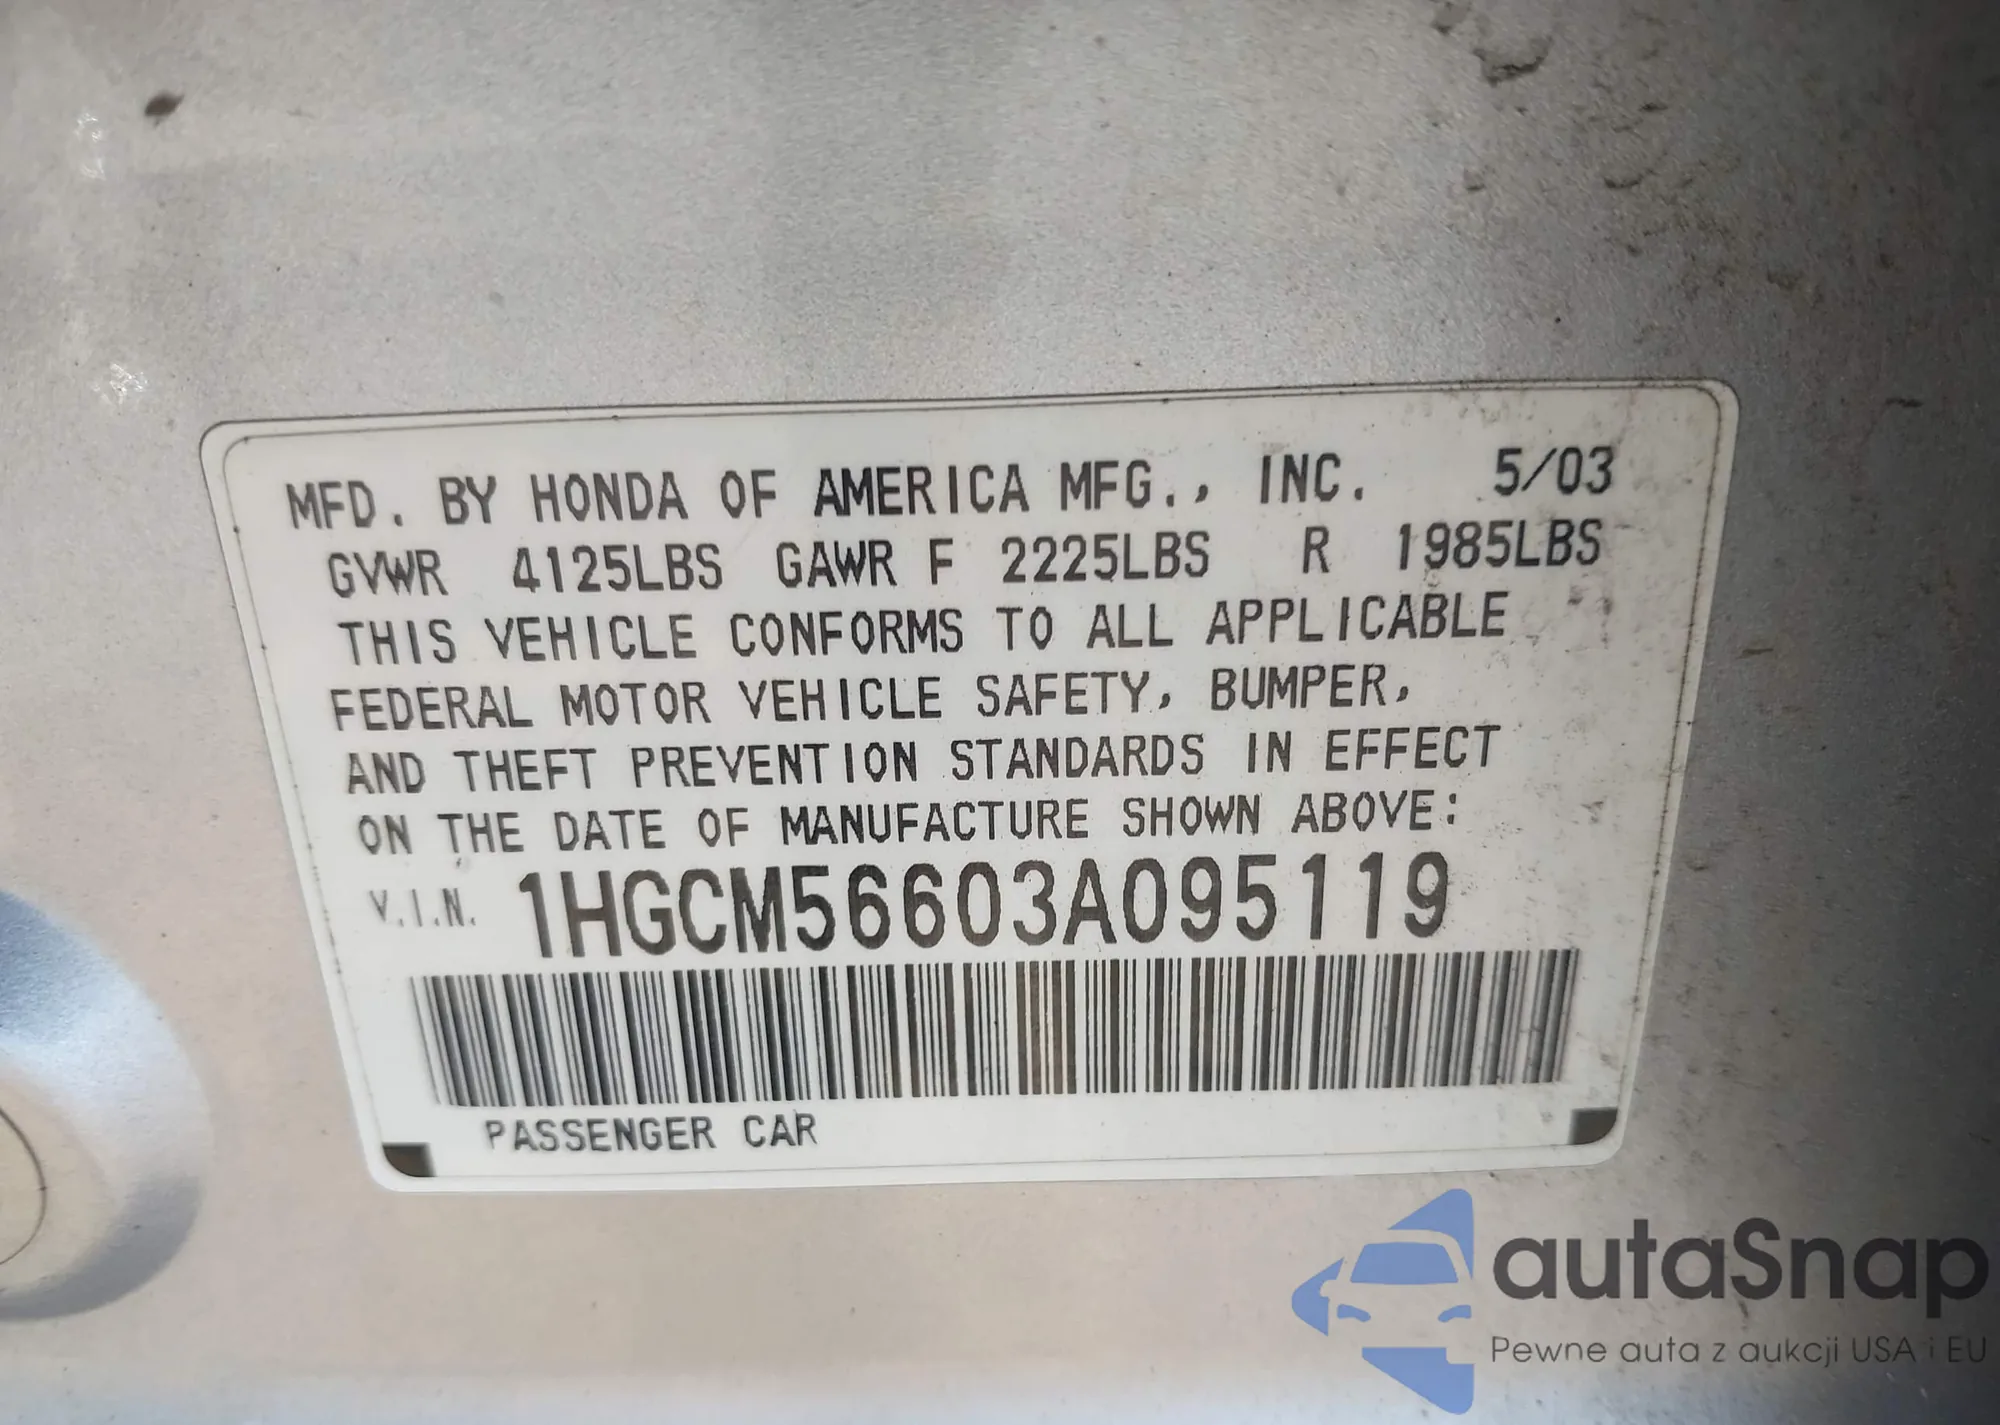 MFD. BY HONDA OF AMERICA MFG., INC. 5/03
GVWR 4125LBS GAWR F 2225LBS R 1985LBS
THIS VEHICLE CONFORMS TO ALL APPLICABLE
FEDERAL MOTOR VEHICLE SAFETY, BUMPER,
AND THEFT PREVENTION STANDARDS IN EFFECT
ON THE DATE OF MANUFACTURE SHOWN ABOVE:
V.I.N. 1HGCM56603A095119
PASSENGER CAR
autaSnap
Pewne auta z aukcji USA i EU